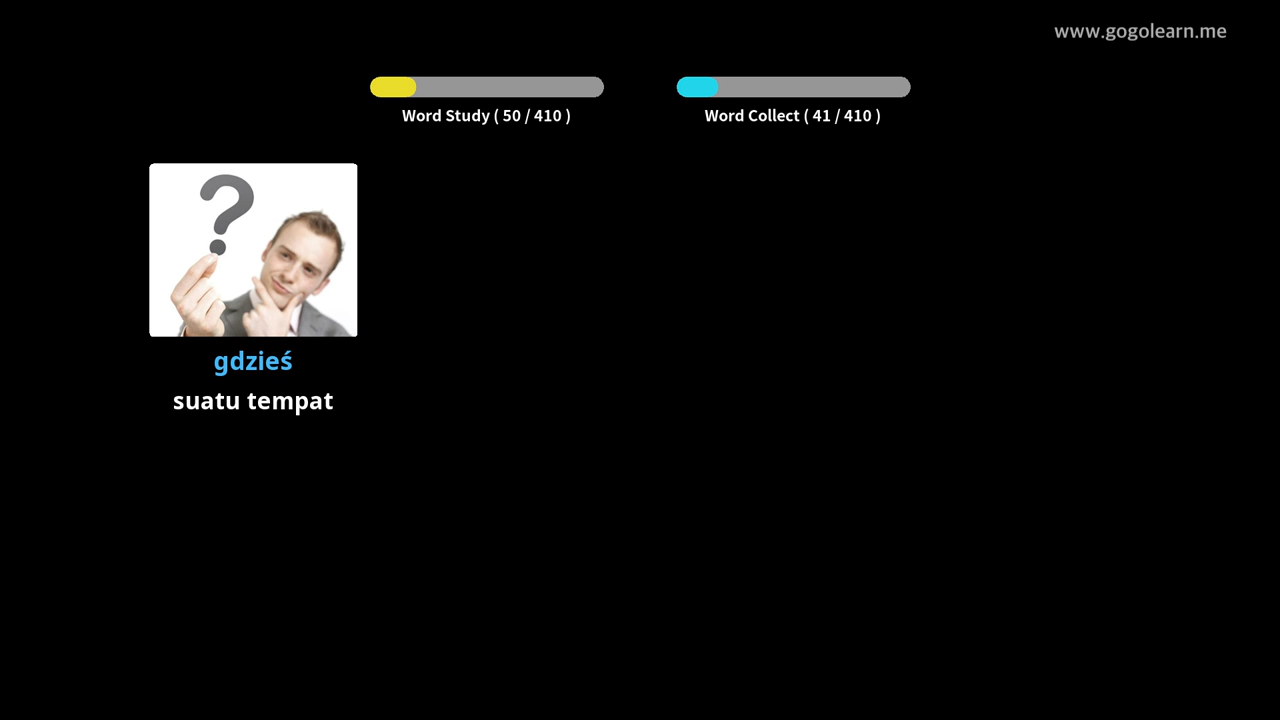 www.gogolearn.me
Word Study ( 50 / 410 )
Word Collect ( 41 / 410 )
?
gdzieś
suatu tempat